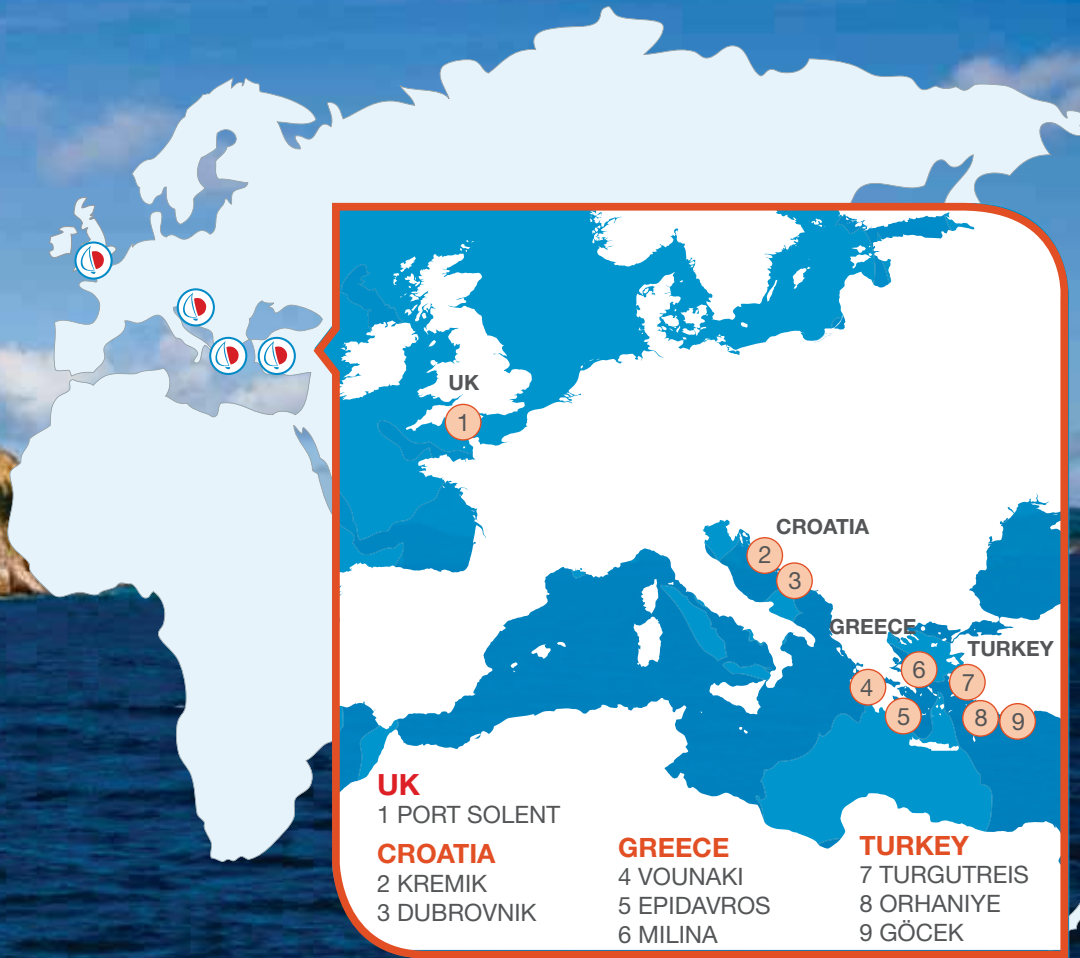 UK
1
CROATIA
2
3
GREECE
TURKEY
6
7
4
5
8
9
UK
1 PORT SOLENT
CROATIA
2 KREMIK
3 DUBROVNIK
GREECE
4 VOUNAKI
5 EPIDAVROS
6 MILINA
TURKEY
7 TURGUTREIS
8 ORHANIYE
9 GÖCEK